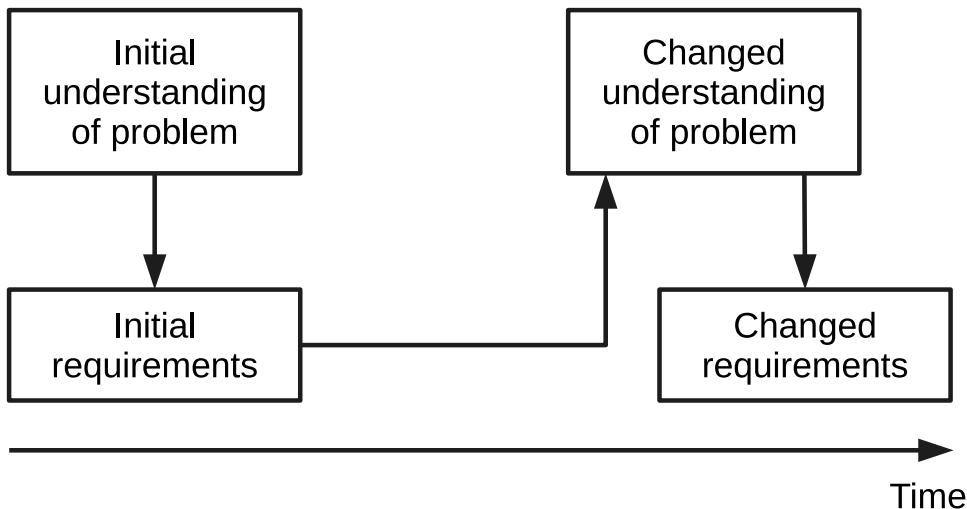 Initial
understanding
of problem
Changed
understanding
of problem
Initial
requirements
Changed
requirements
Time